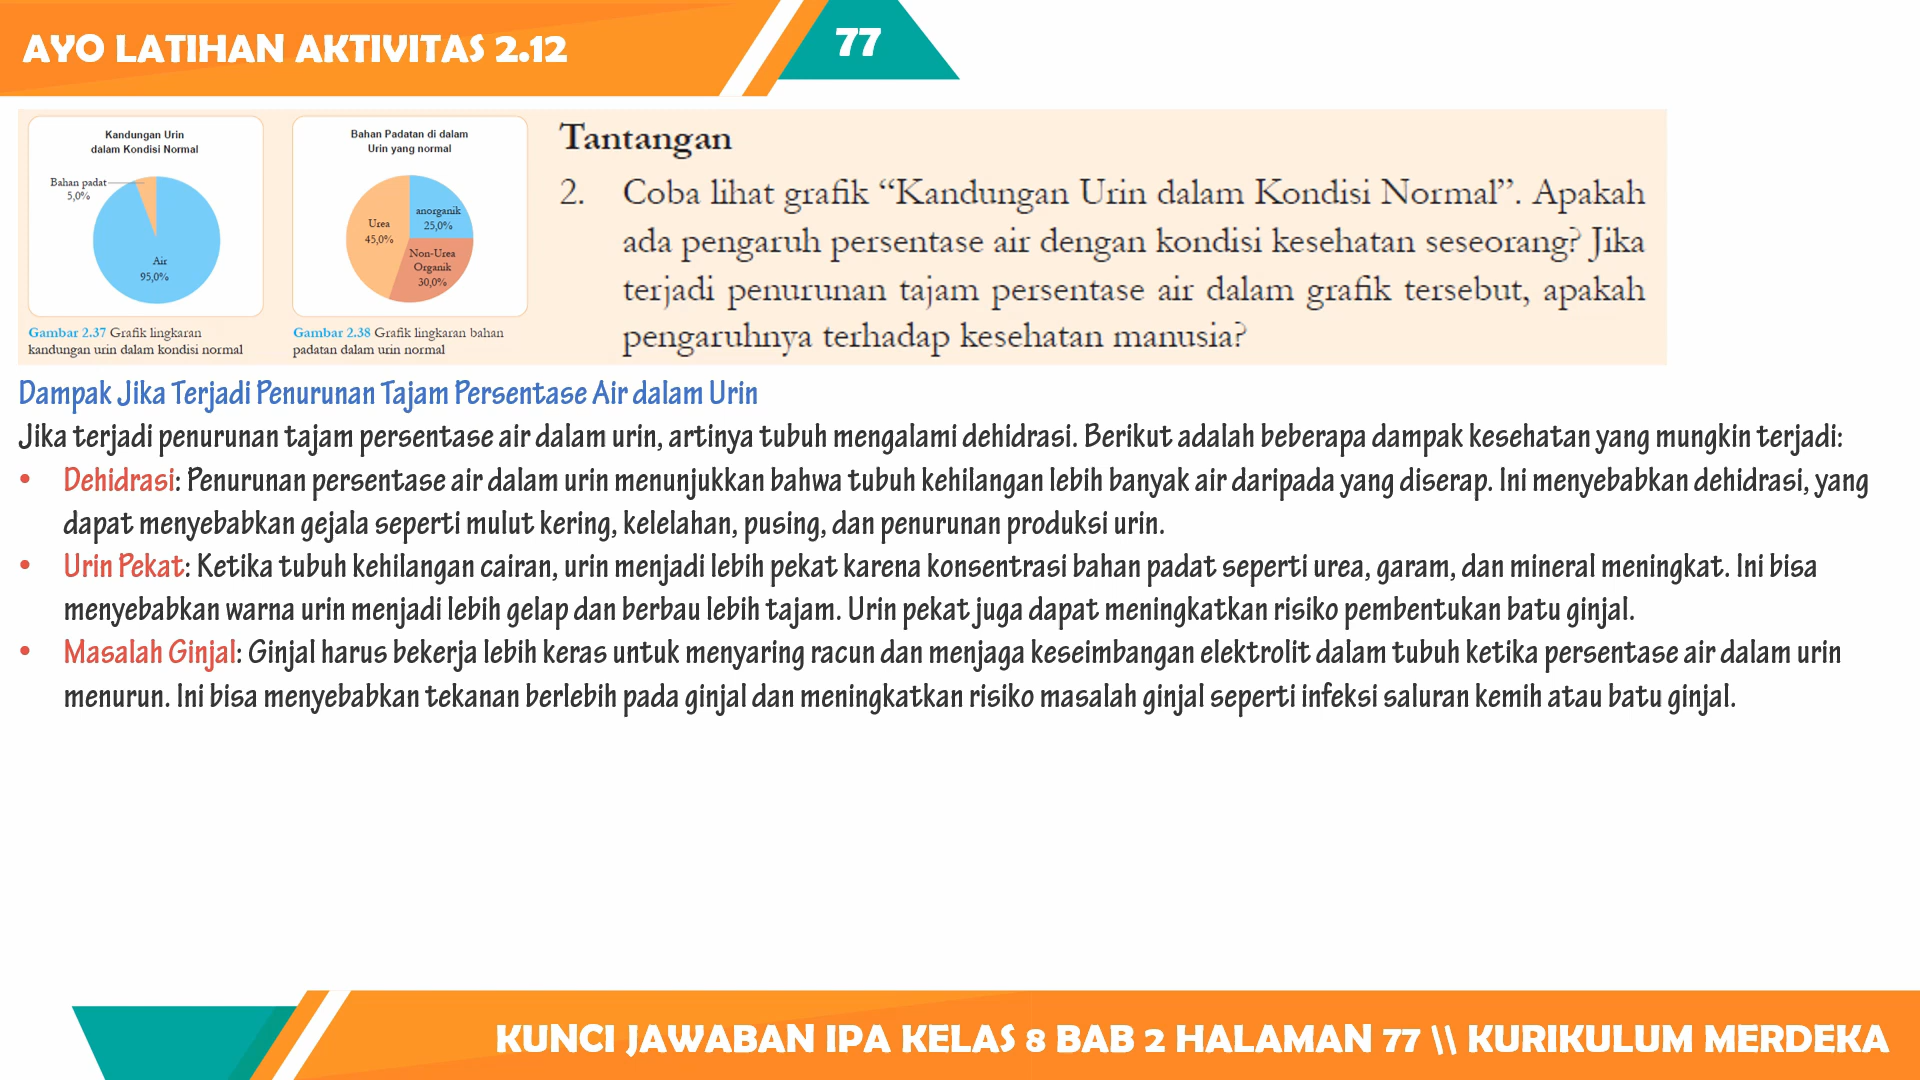 AYO LATIHAN AKTIVITAS 2.12
77
Kandungan Urin
dalam Kondisi Normal
Bahan padat
5,0%
Air
95,0%
Gambar 2.37 Grafik lingkaran
kandungan urin dalam kondisi normal
Bahan Padatan di dalam
Urin yang normal
Urea
45,0%
anorganik
25,0%
Non-Urea
Organik
30,0%
Gambar 2.38 Grafik lingkaran bahan
padatan dalam urin normal
Tantangan
2. Coba lihat grafik “Kandungan Urin dalam Kondisi Normal”. Apakah
ada pengaruh persentase air dengan kondisi kesehatan seseorang? Jika
terjadi penurunan tajam persentase air dalam grafik tersebut, apakah
pengaruhnya terhadap kesehatan manusia?
Dampak Jika Terjadi Penurunan Tajam Persentase Air dalam Urin
Jika terjadi penurunan tajam persentase air dalam urin, artinya tubuh mengalami dehidrasi. Berikut adalah beberapa dampak kesehatan yang mungkin terjadi:
• Dehidrasi: Penurunan persentase air dalam urin menunjukkan bahwa tubuh kehilangan lebih banyak air daripada yang diserap. Ini menyebabkan dehidrasi, yang
dapat menyebabkan gejala seperti mulut kering, kelelahan, pusing, dan penurunan produksi urin.
• Urin Pekat: Ketika tubuh kehilangan cairan, urin menjadi lebih pekat karena konsentrasi bahan padat seperti urea, garam, dan mineral meningkat. Ini bisa
menyebabkan warna urin menjadi lebih gelap dan berbau lebih tajam. Urin pekat juga dapat meningkatkan risiko pembentukan batu ginjal.
• Masalah Ginjal: Ginjal harus bekerja lebih keras untuk menyaring racun dan menjaga keseimbangan elektrolit dalam tubuh ketika persentase air dalam urin
menurun. Ini bisa menyebabkan tekanan berlebih pada ginjal dan meningkatkan risiko masalah ginjal seperti infeksi saluran kemih atau batu ginjal.
KUNCI JAWABAN IPA KELAS 8 BAB 2 HALAMAN 77 \\ KURIKULUM MERDEKA